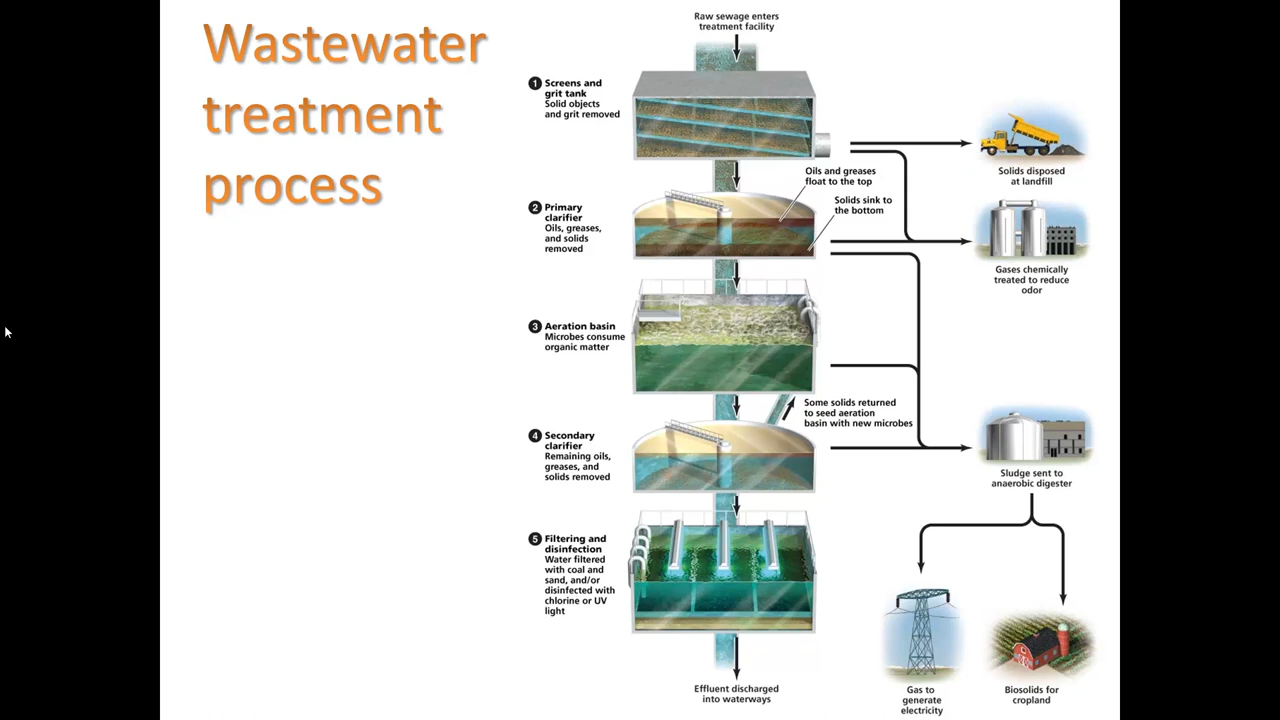 Wastewater
treatment
process
Raw sewage enters
treatment facility
1 Screens and
grit tank
Solid objects
and grit removed
Solids disposed
at landfill
Oils and greases
float to the top
Solids sink to
the bottom
2 Primary
clarifier
Oils, greases,
and solids
removed
Gases chemically
treated to reduce
odor
3 Aeration basin
Microbes consume
organic matter
Some solids returned
to seed aeration
basin with new microbes
4 Secondary
clarifier
Remaining oils,
greases, and
solids removed
Sludge sent to
anaerobic digester
5 Filtering and
disinfection
Water filtered
with coal and
sand, and/or
disinfected with
chlorine or UV
light
Effluent discharged
into waterways
Gas to
generate
electricity
Biosolids for
cropland